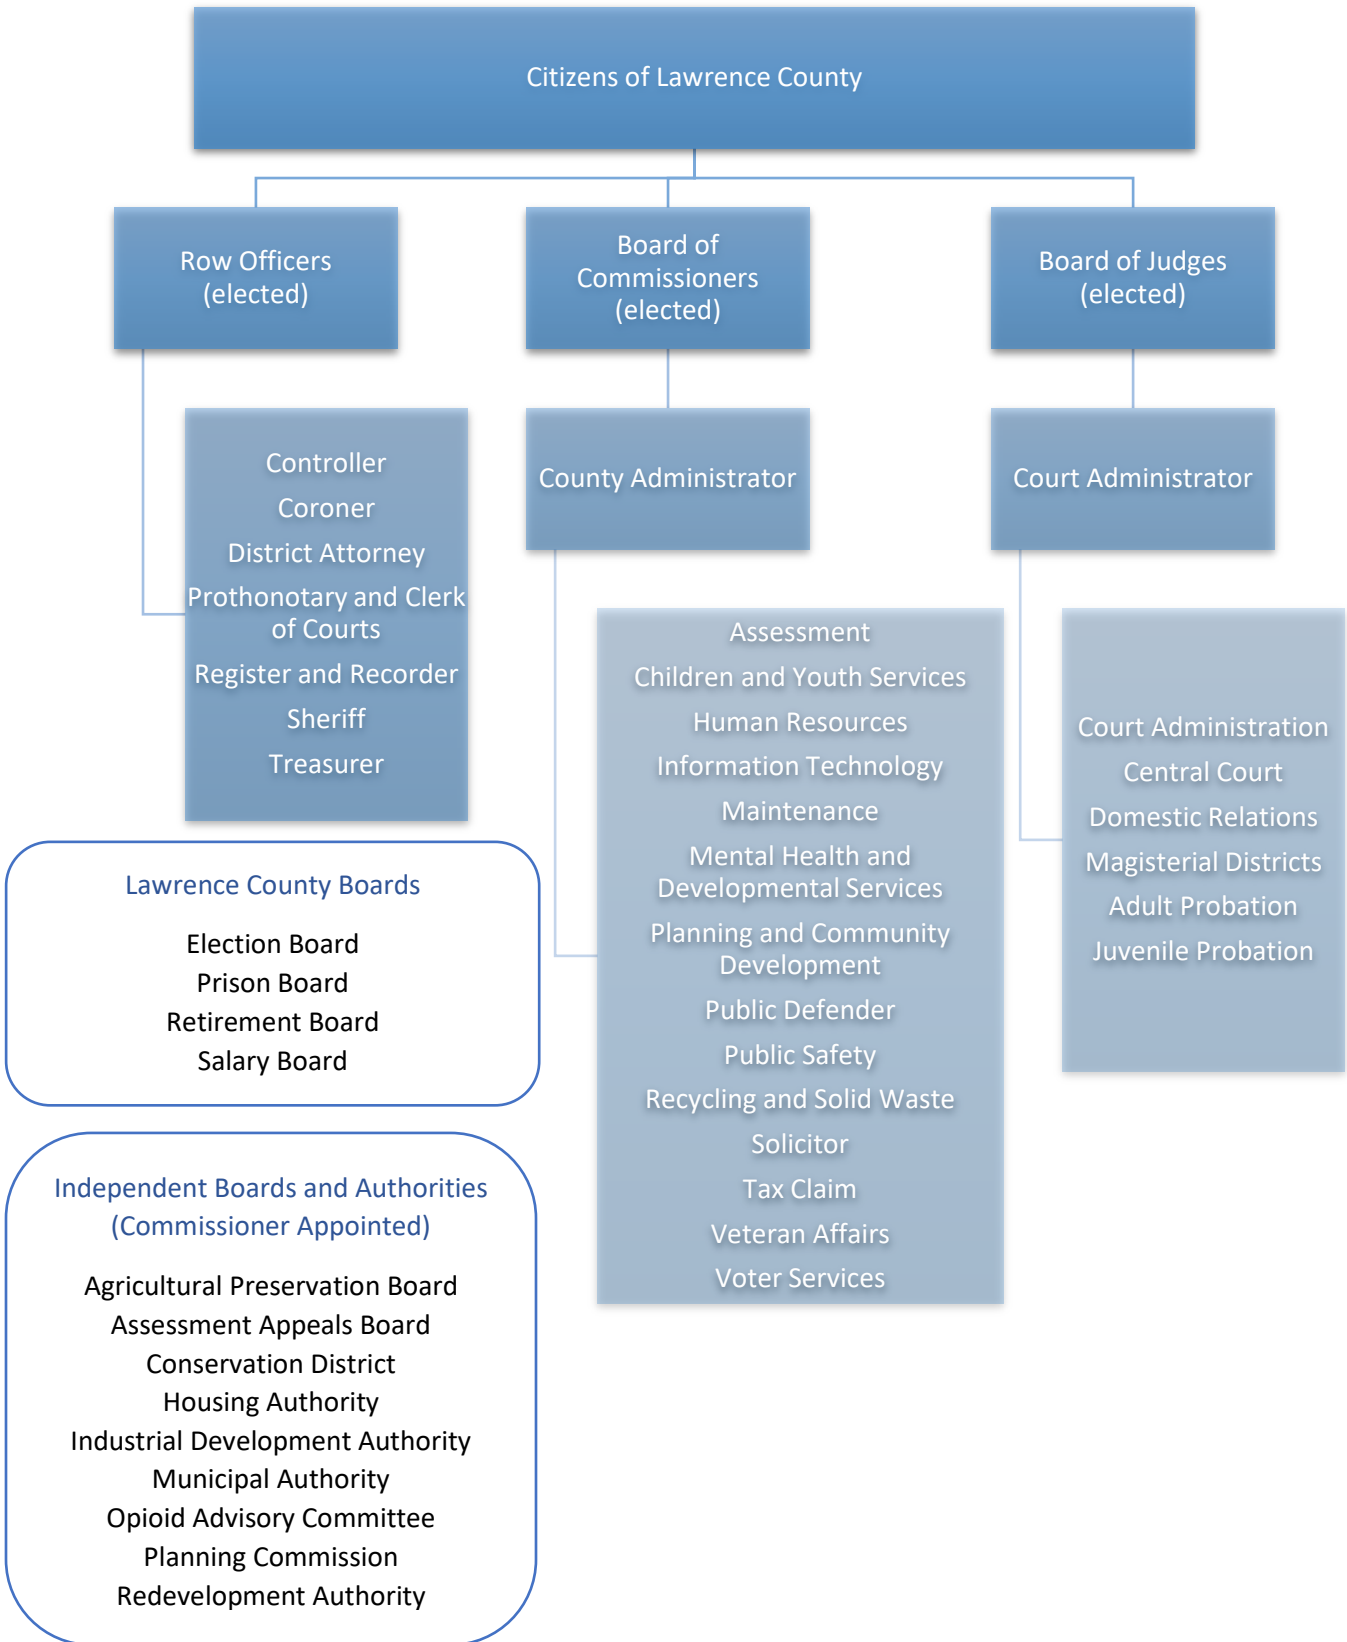 Citizens of Lawrence County
Row Officers
(elected)
Board of
Commissioners
(elected)
Board of Judges
(elected)
Controller
Coroner
District Attorney
Prothonotary and Clerk
of Courts
Register and Recorder
Sheriff
Treasurer
County Administrator
Court Administrator
Assessment
Children and Youth Services
Human Resources
Information Technology
Maintenance
Mental Health and
Developmental Services
Planning and Community
Development
Public Defender
Public Safety
Recycling and Solid Waste
Solicitor
Tax Claim
Veteran Affairs
Voter Services
Court Administration
Central Court
Domestic Relations
Magisterial Districts
Adult Probation
Juvenile Probation
Lawrence County Boards
Election Board
Prison Board
Retirement Board
Salary Board
Independent Boards and Authorities
(Commissioner Appointed)
Agricultural Preservation Board
Assessment Appeals Board
Conservation District
Housing Authority
Industrial Development Authority
Municipal Authority
Opioid Advisory Committee
Planning Commission
Redevelopment Authority